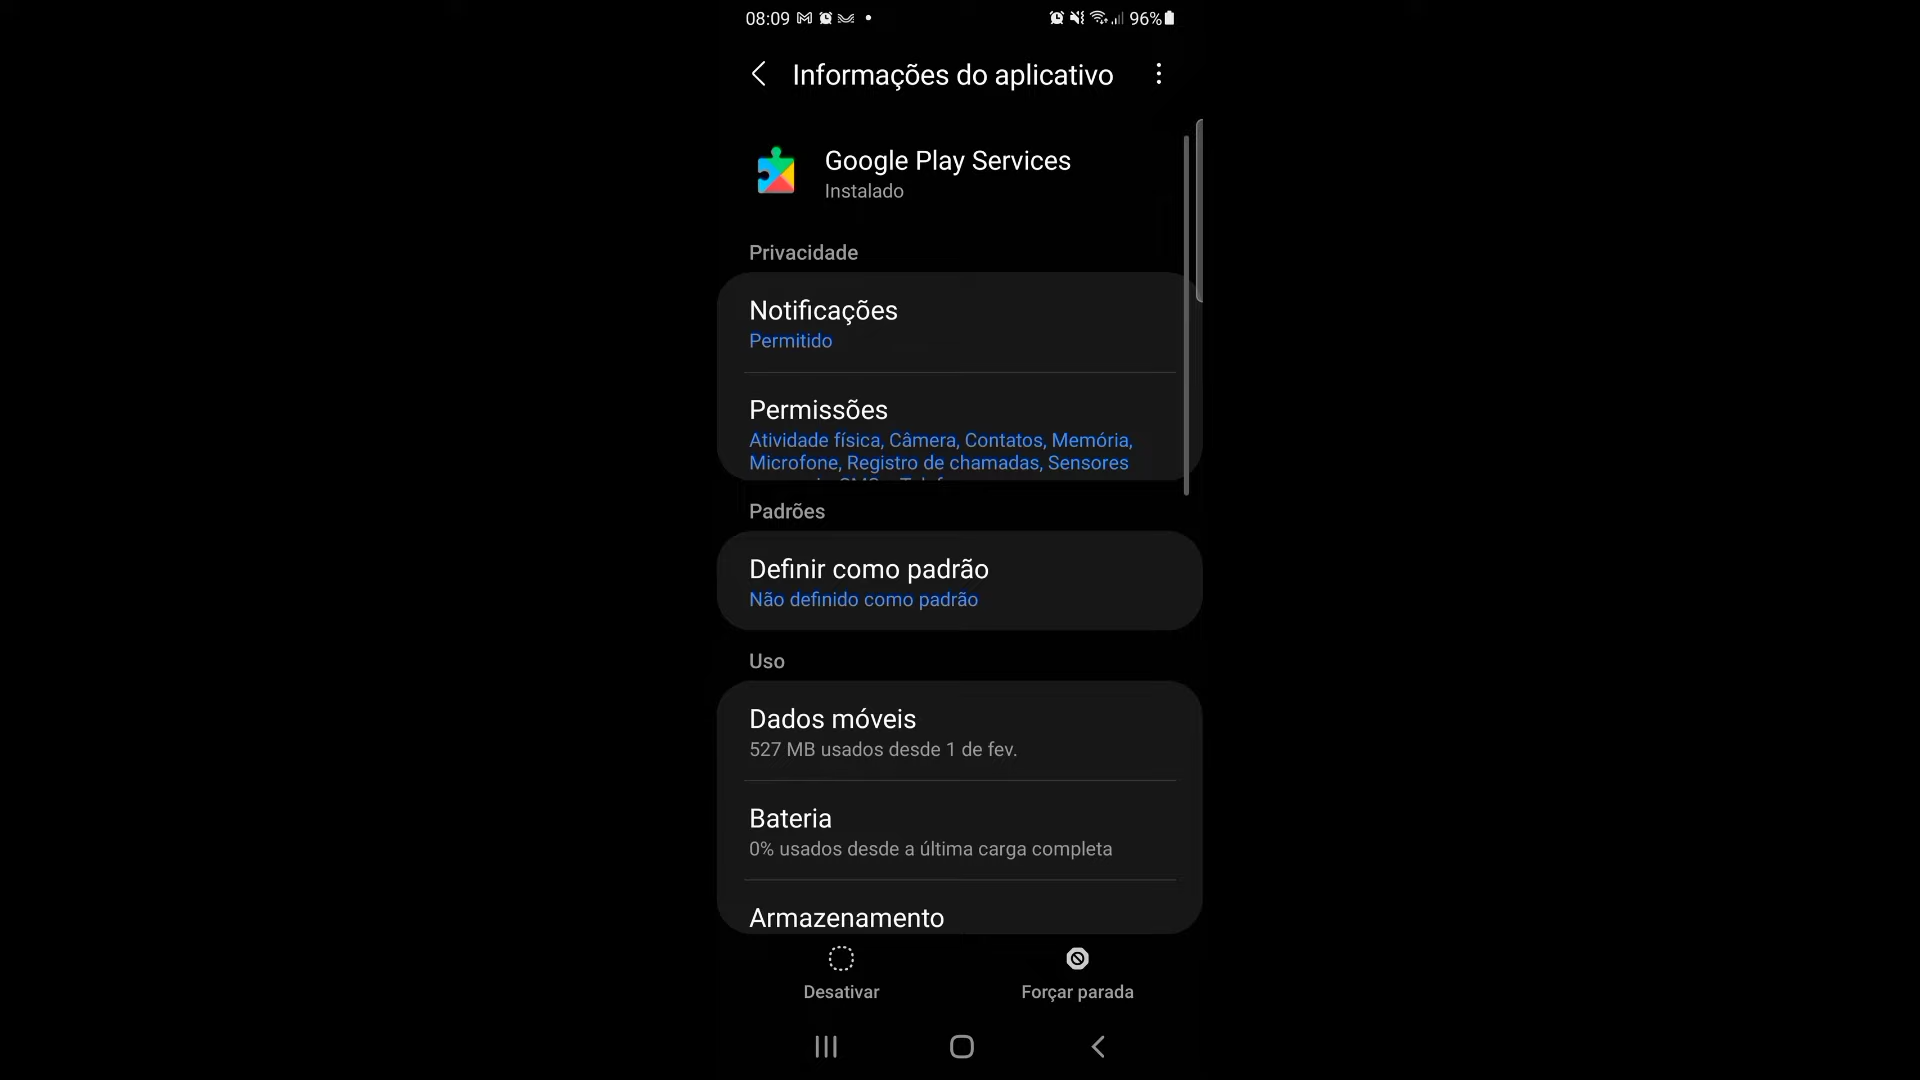 08:09
96%
Informações do aplicativo
Google Play Services
Instalado
Privacidade
Notificações
Permitido
Permissões
Atividade física, Câmera, Contatos, Memória,
Microfone, Registro de chamadas, Sensores
Padrões
Definir como padrão
Não definido como padrão
Uso
Dados móveis
527 MB usados desde 1 de fev.
Bateria
0% usados desde a última carga completa
Armazenamento
Desativar
Forçar parada